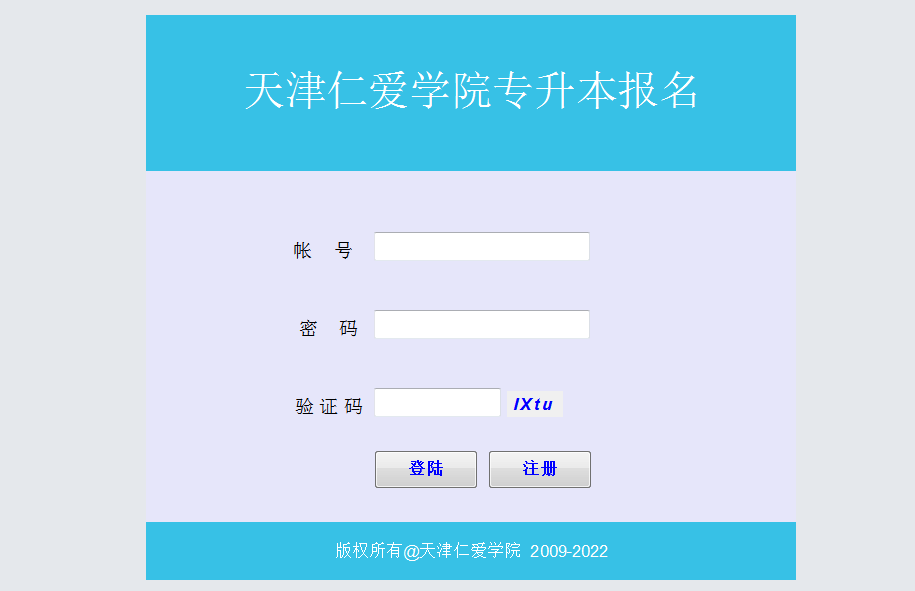 天津仁爱学院专升本报名
帐 号
密 码
验 证 码 IXtu
登陆 注册
版权所有@天津仁爱学院 2009-2022